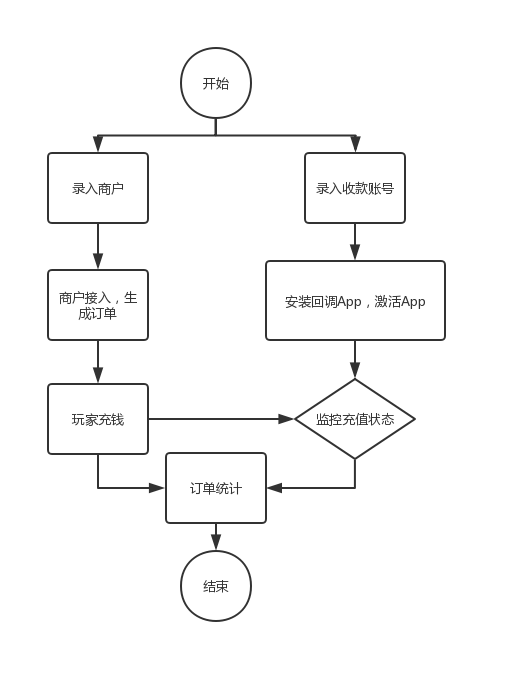 开始
录入商户
录入收款账号
商户接入，生
成订单
安装回调App，激活App
玩家充钱
监控充值状态
订单统计
结束